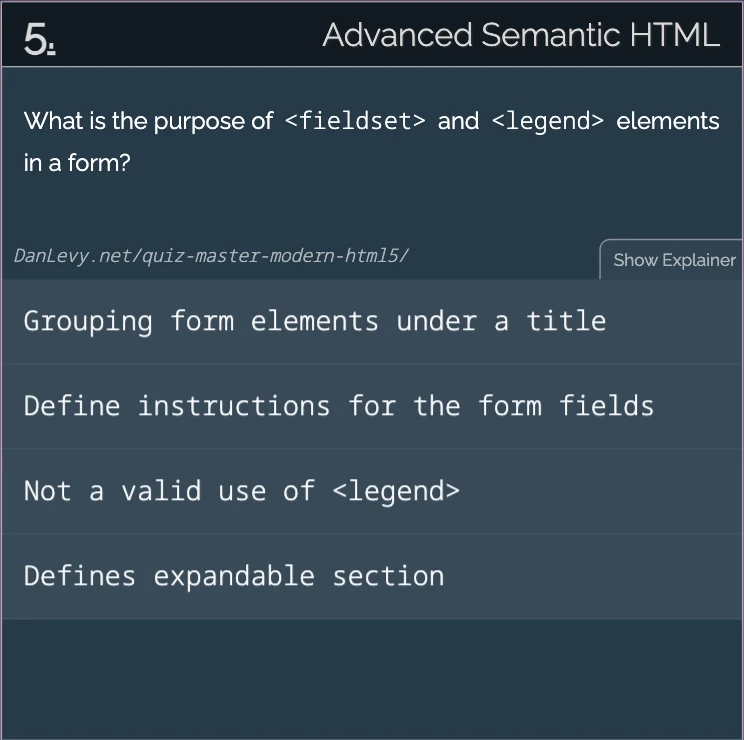 5.
Advanced Semantic HTML
What is the purpose of <fieldset> and <legend> elements
in a form?
DanLevy.net/quiz-master-modern-html5/
Show Explainer
Grouping form elements under a title
Define instructions for the form fields
Not a valid use of <legend>
Defines expandable section